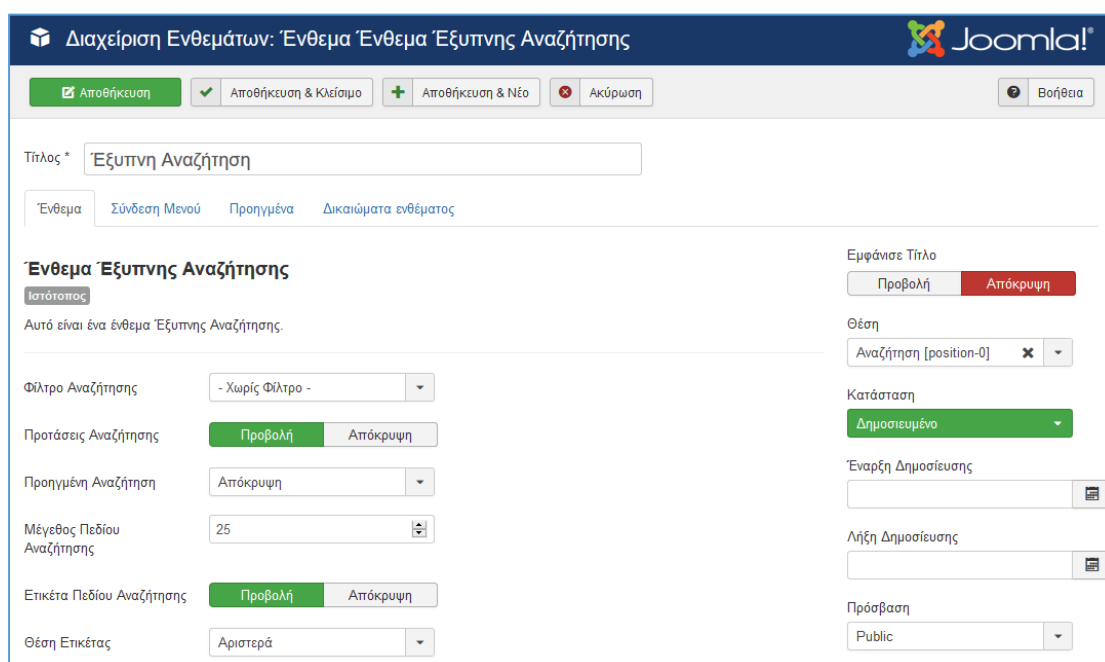 Διαχείριση Ενθεμάτων: Ένθεμα Ένθεμα Έξυπνης Αναζήτησης
Joomla!®
Αποθήκευση
Αποθήκευση & Κλείσιμο
Αποθήκευση & Νέο
Ακύρωση
Βοήθεια
Τίτλος *
Έξυπνη Αναζήτηση
Ένθεμα
Σύνδεση Μενού
Προηγμένα
Δικαιώματα ενθέματος
Ένθεμα Έξυπνης Αναζήτησης
Ιστότοπος
Αυτό είναι ένα ένθεμα Έξυπνης Αναζήτησης.
Φίλτρο Αναζήτησης
- Χωρίς Φίλτρο -
Προτάσεις Αναζήτησης
Προβολή
Απόκρυψη
Προηγμένη Αναζήτηση
Απόκρυψη
Μέγεθος Πεδίου
Αναζήτησης
25
Ετικέτα Πεδίου Αναζήτησης
Προβολή
Απόκρυψη
Θέση Ετικέτας
Αριστερά
Εμφάνισε Τίτλο
Προβολή
Απόκρυψη
Θέση
Αναζήτηση [position-0]
Κατάσταση
Δημοσιευμένο
Έναρξη Δημοσίευσης
Λήξη Δημοσίευσης
Πρόσβαση
Public